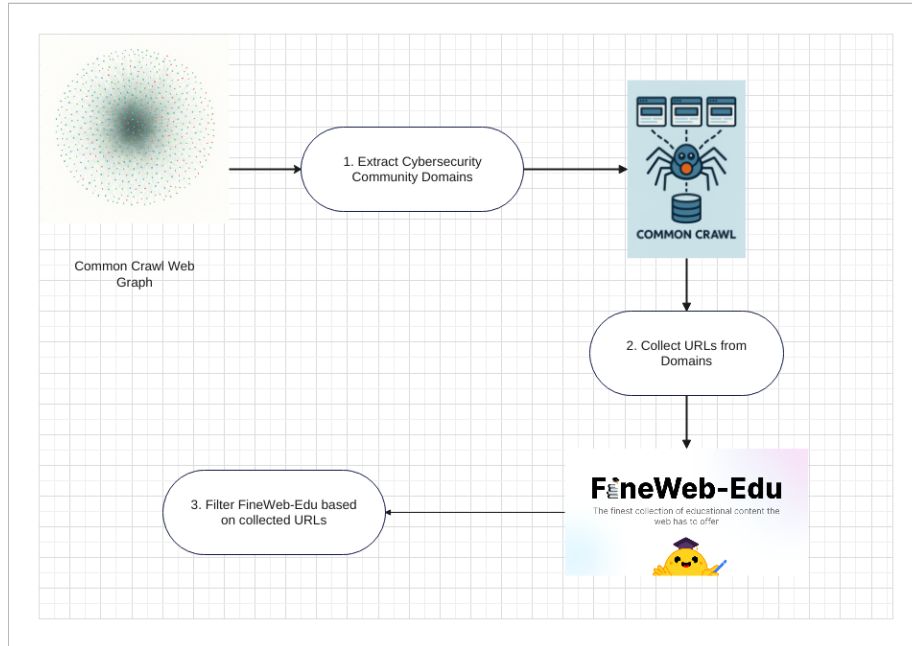 1. Extract Cybersecurity
Community Domains
COMMON CRAWL
Common Crawl Web
Graph
2. Collect URLs from
Domains
FineWeb-Edu
The finest collection of educational content the
web has to offer
3. Filter FineWeb-Edu based
on collected URLs